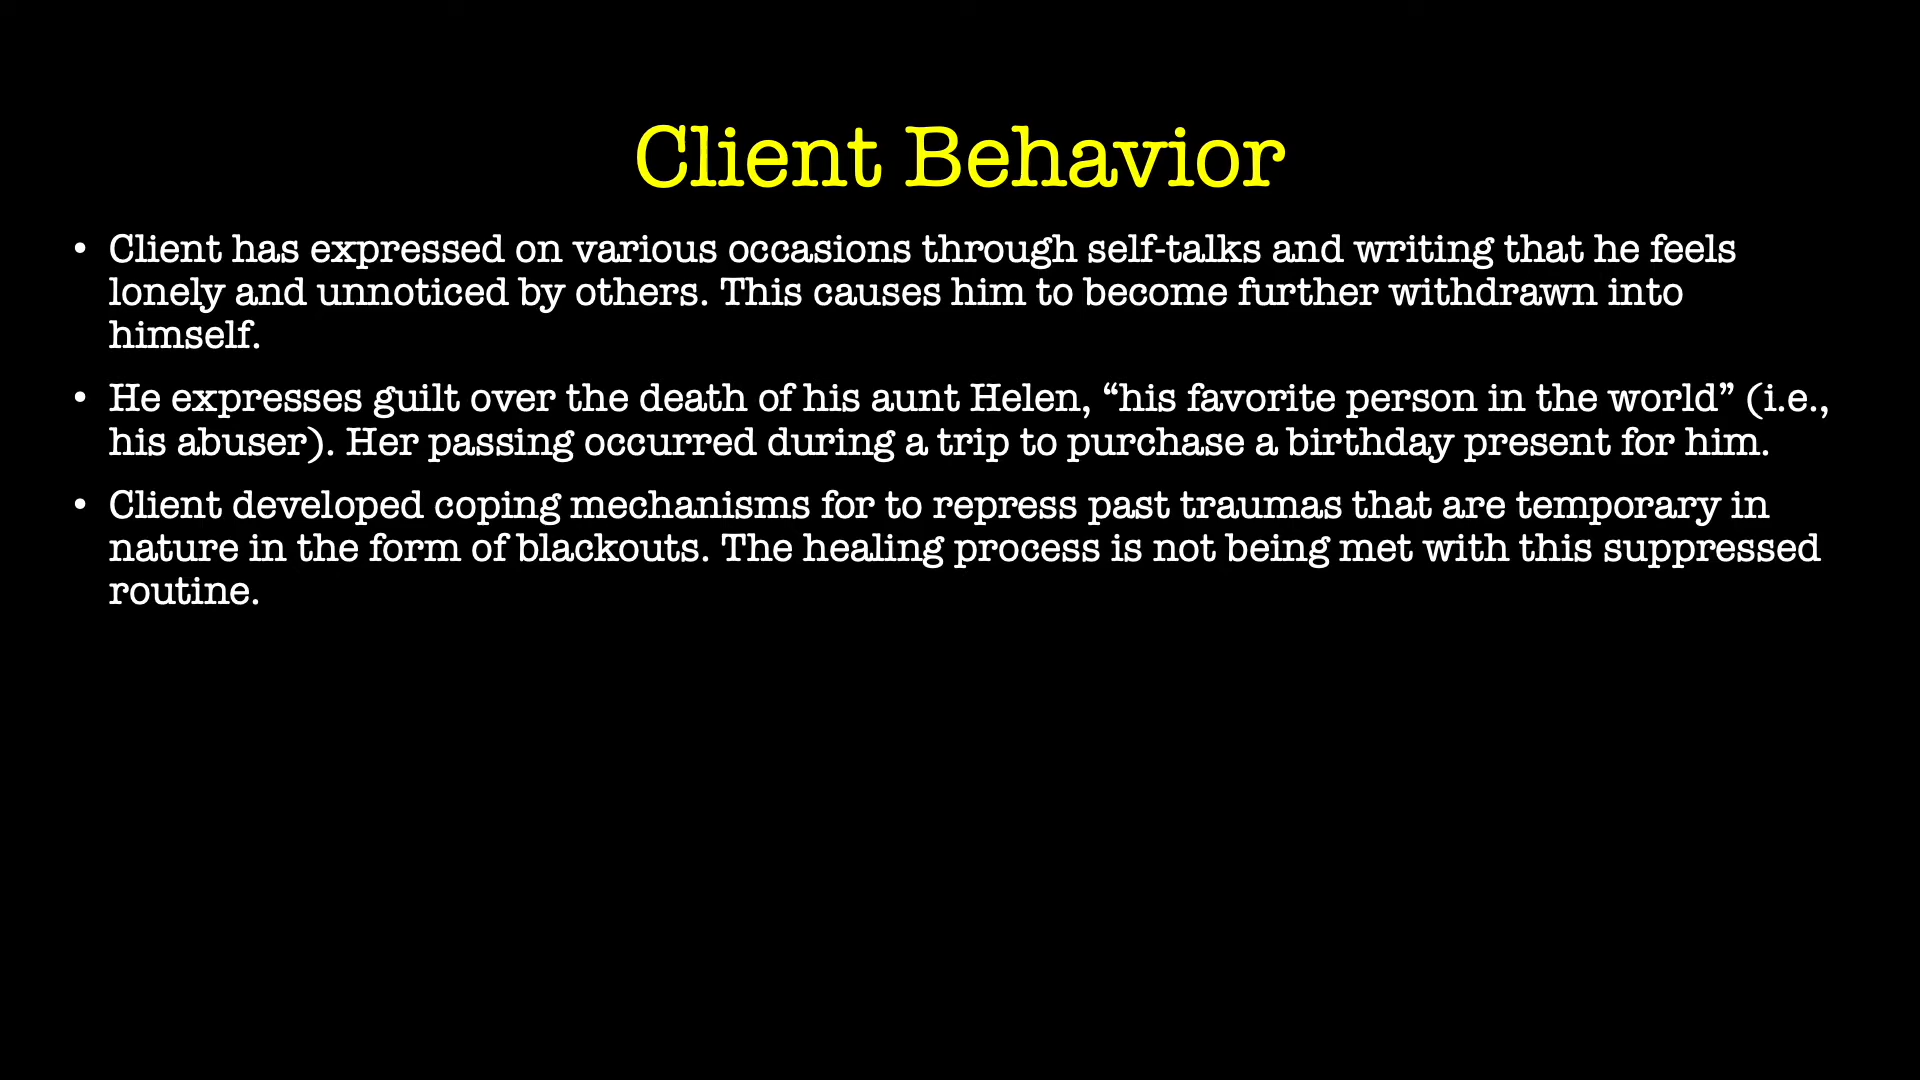 Client Behavior
• Client has expressed on various occasions through self-talks and writing that he feels
lonely and unnoticed by others. This causes him to become further withdrawn into
himself.
• He expresses guilt over the death of his aunt Helen, “his favorite person in the world” (i.e.,
his abuser). Her passing occurred during a trip to purchase a birthday present for him.
• Client developed coping mechanisms for to repress past traumas that are temporary in
nature in the form of blackouts. The healing process is not being met with this suppressed
routine.